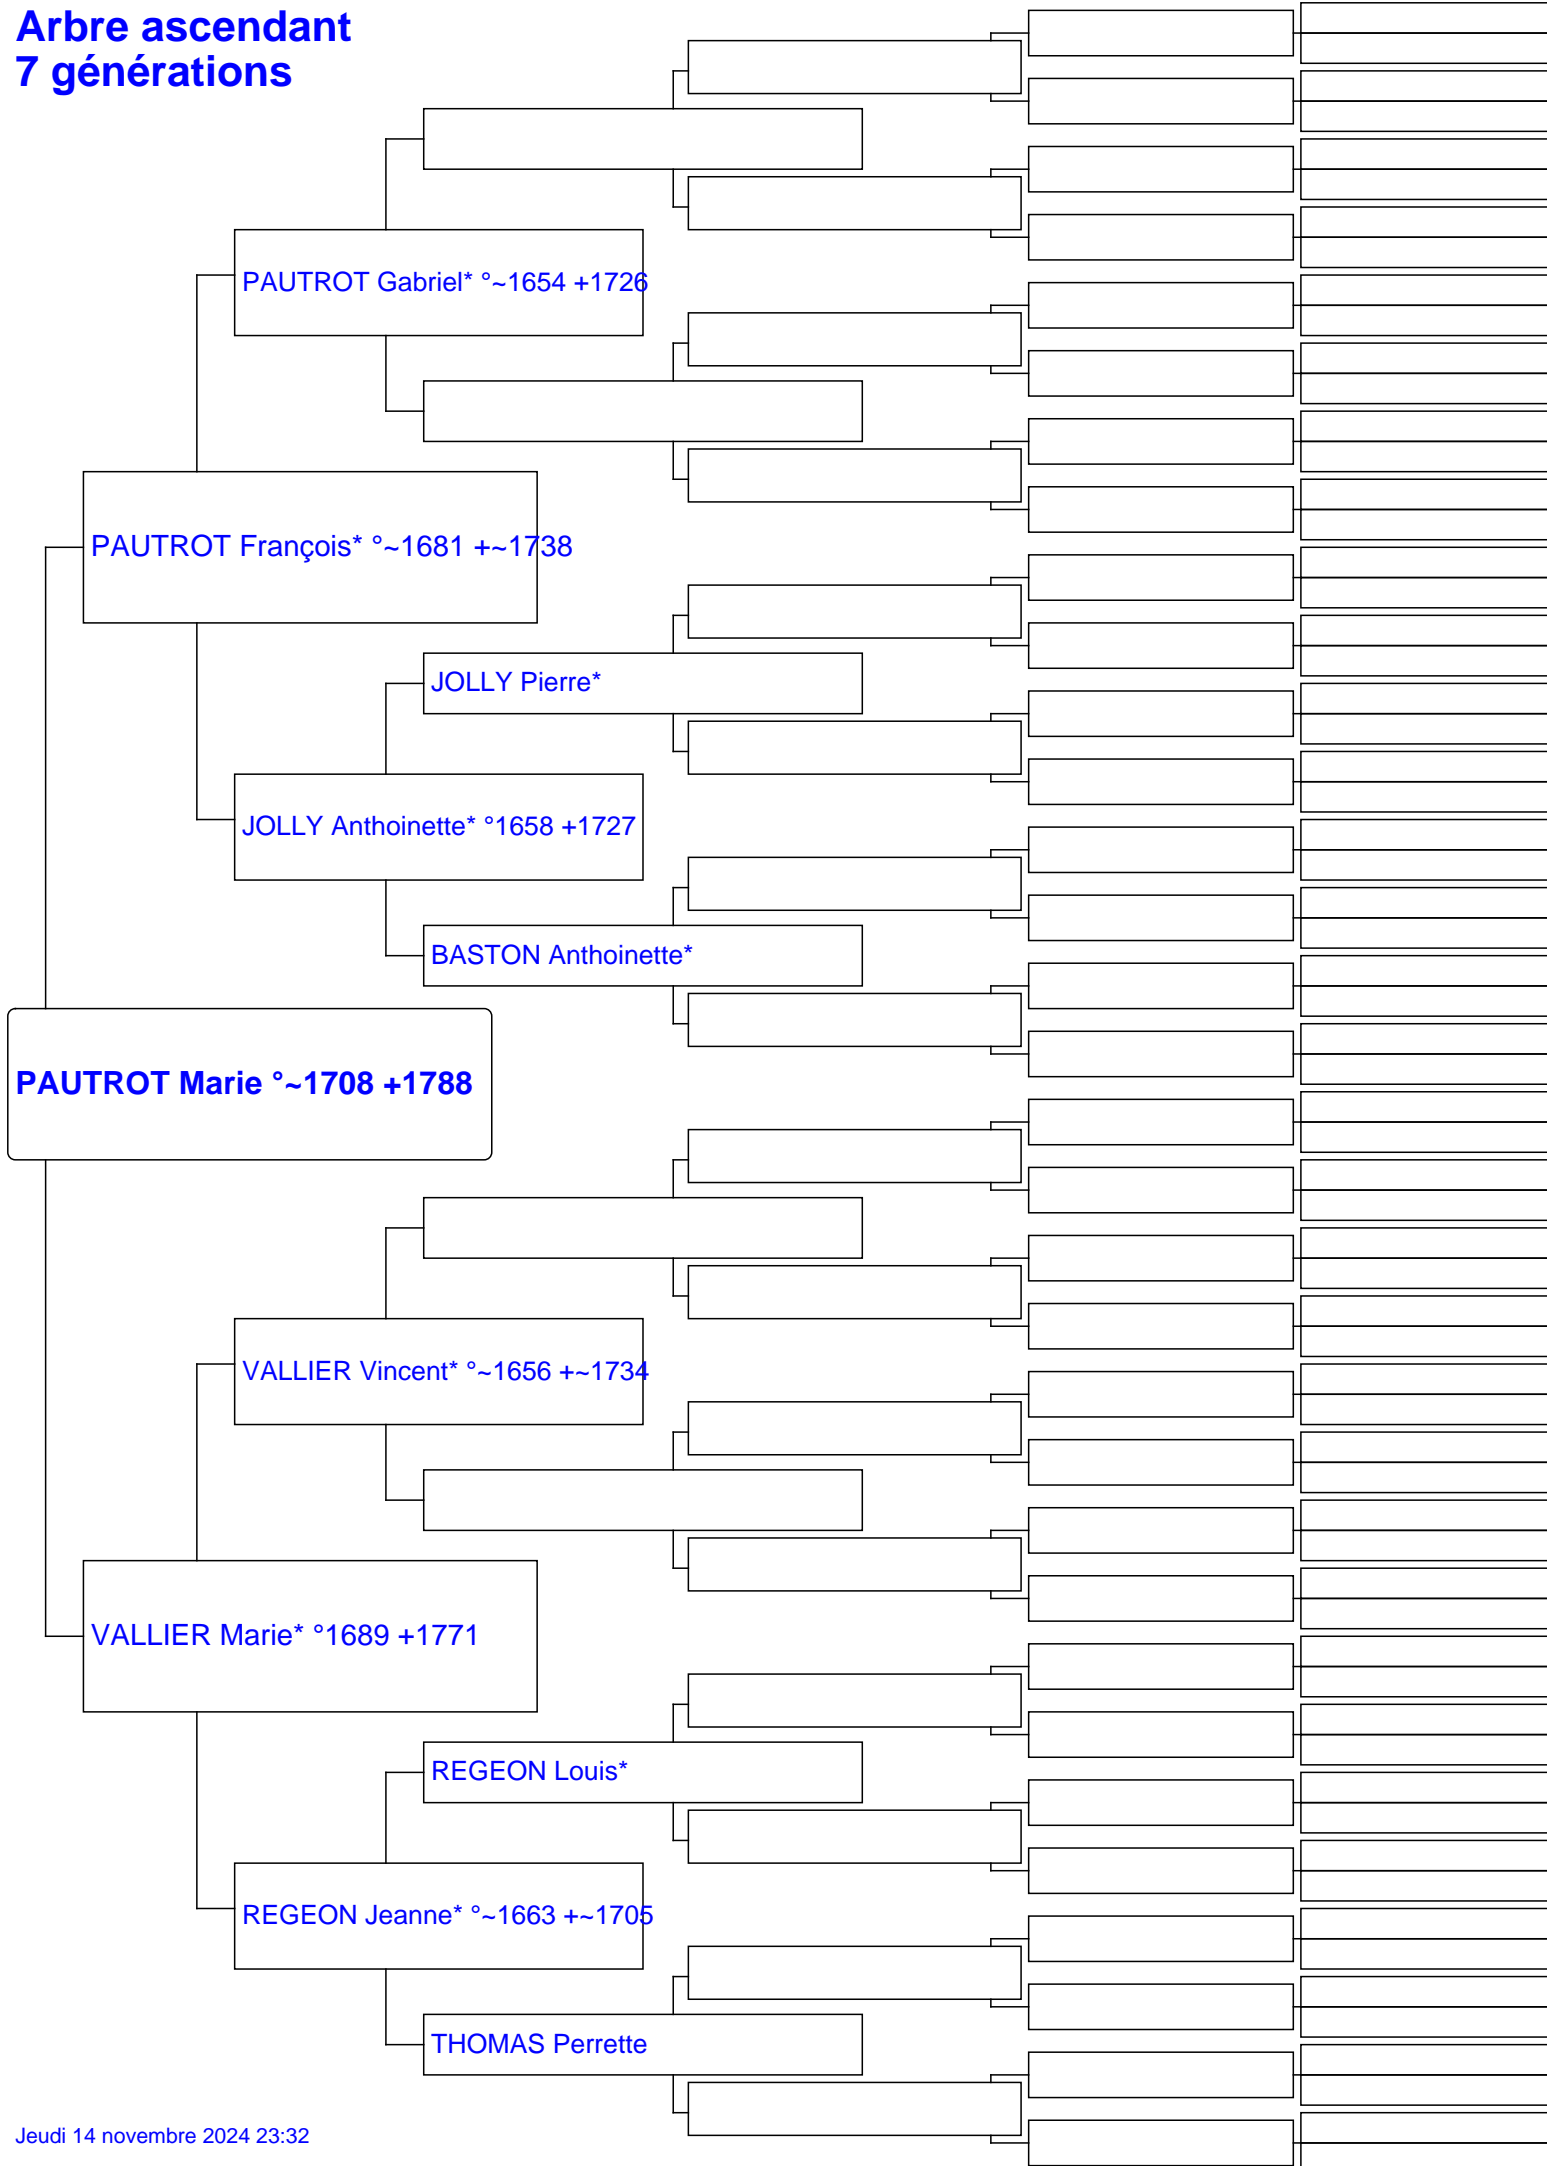 Arbre ascendant
7 générations
PAUTROT Gabriel* °~1654 +1726
PAUTROT François* °~1681 +~1738
JOLLY Pierre*
JOLLY Anthoinette* °1658 +1727
BASTON Anthoinette*
PAUTROT Marie °~1708 +1788
VALLIER Vincent* °~1656 +~1734
VALLIER Marie* °1689 +1771
REGEON Louis*
REGEON Jeanne* °~1663 +~1705
THOMAS Perrette
Jeudi 14 novembre 2024 23:32